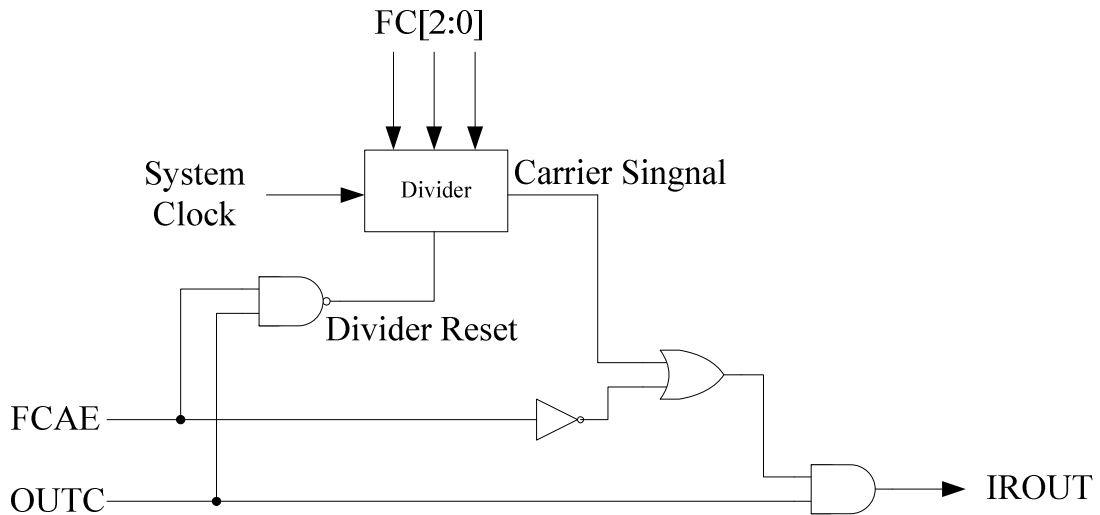 FC[2:0]
System
Clock
Divider
Carrier Singnal
Divider Reset
FCAE
OUTC
IROUT